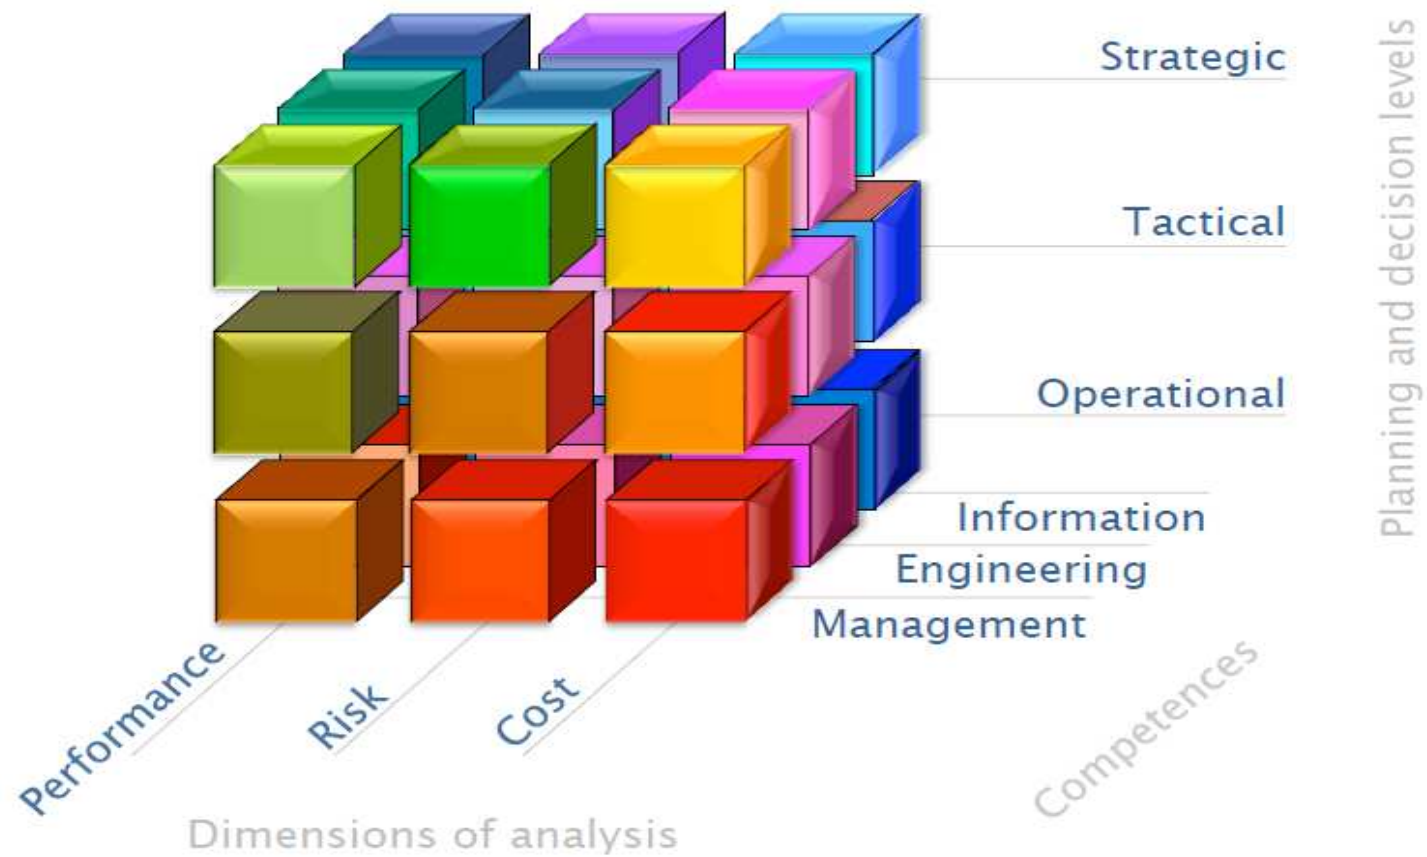 Strategic
Tactical
Operational
Information
Engineering
Management
Performance
Risk
Cost
Dimensions of analysis
Competences
Planning and decision levels